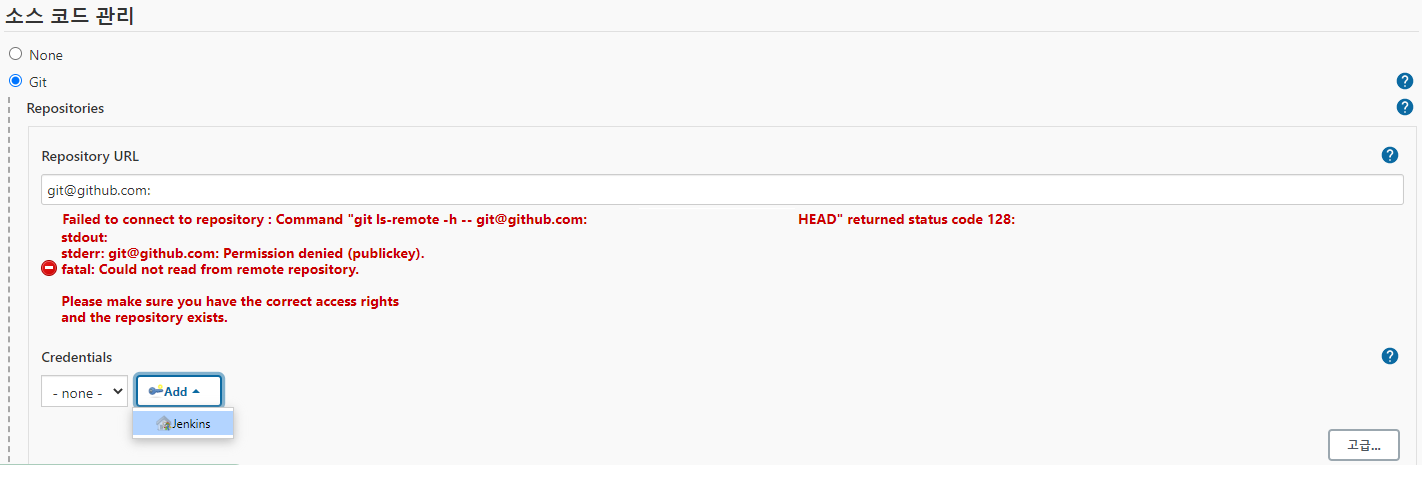 소스 코드 관리
None
Git
?
Repositories
?
Repository URL
?
git@github.com:
Failed to connect to repository : Command "git ls-remote -h -- git@github.com: HEAD" returned status code 128:
stdout:
stderr: git@github.com: Permission denied (publickey).
fatal: Could not read from remote repository.
Please make sure you have the correct access rights
and the repository exists.
Credentials
?
- none -
Add
Jenkins
고급...